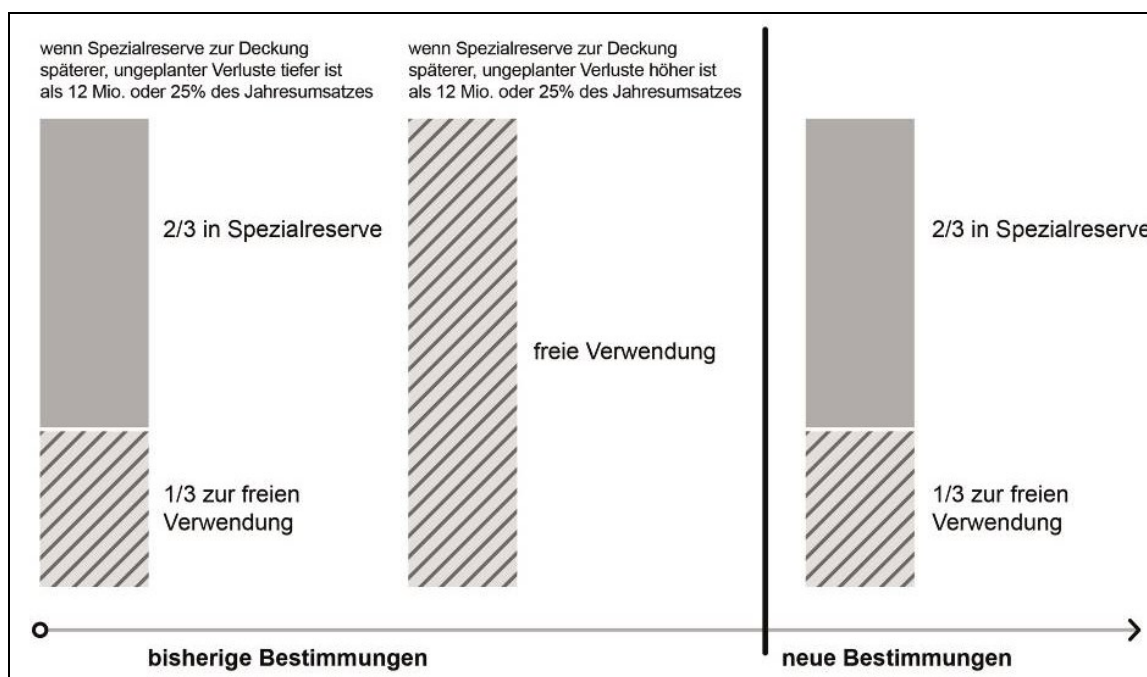 wenn Spezialreserve zur Deckung
späterer, ungeplanter Verluste tiefer ist
als 12 Mio. oder 25% des Jahresumsatzes
wenn Spezialreserve zur Deckung
späterer, ungeplanter Verluste höher ist
als 12 Mio. oder 25% des Jahresumsatzes
2/3 in Spezialreserve
2/3 in Spezialreserve
freie Verwendung
1/3 zur freien
Verwendung
1/3 zur freien
Verwendung
bisherige Bestimmungen
neue Bestimmungen